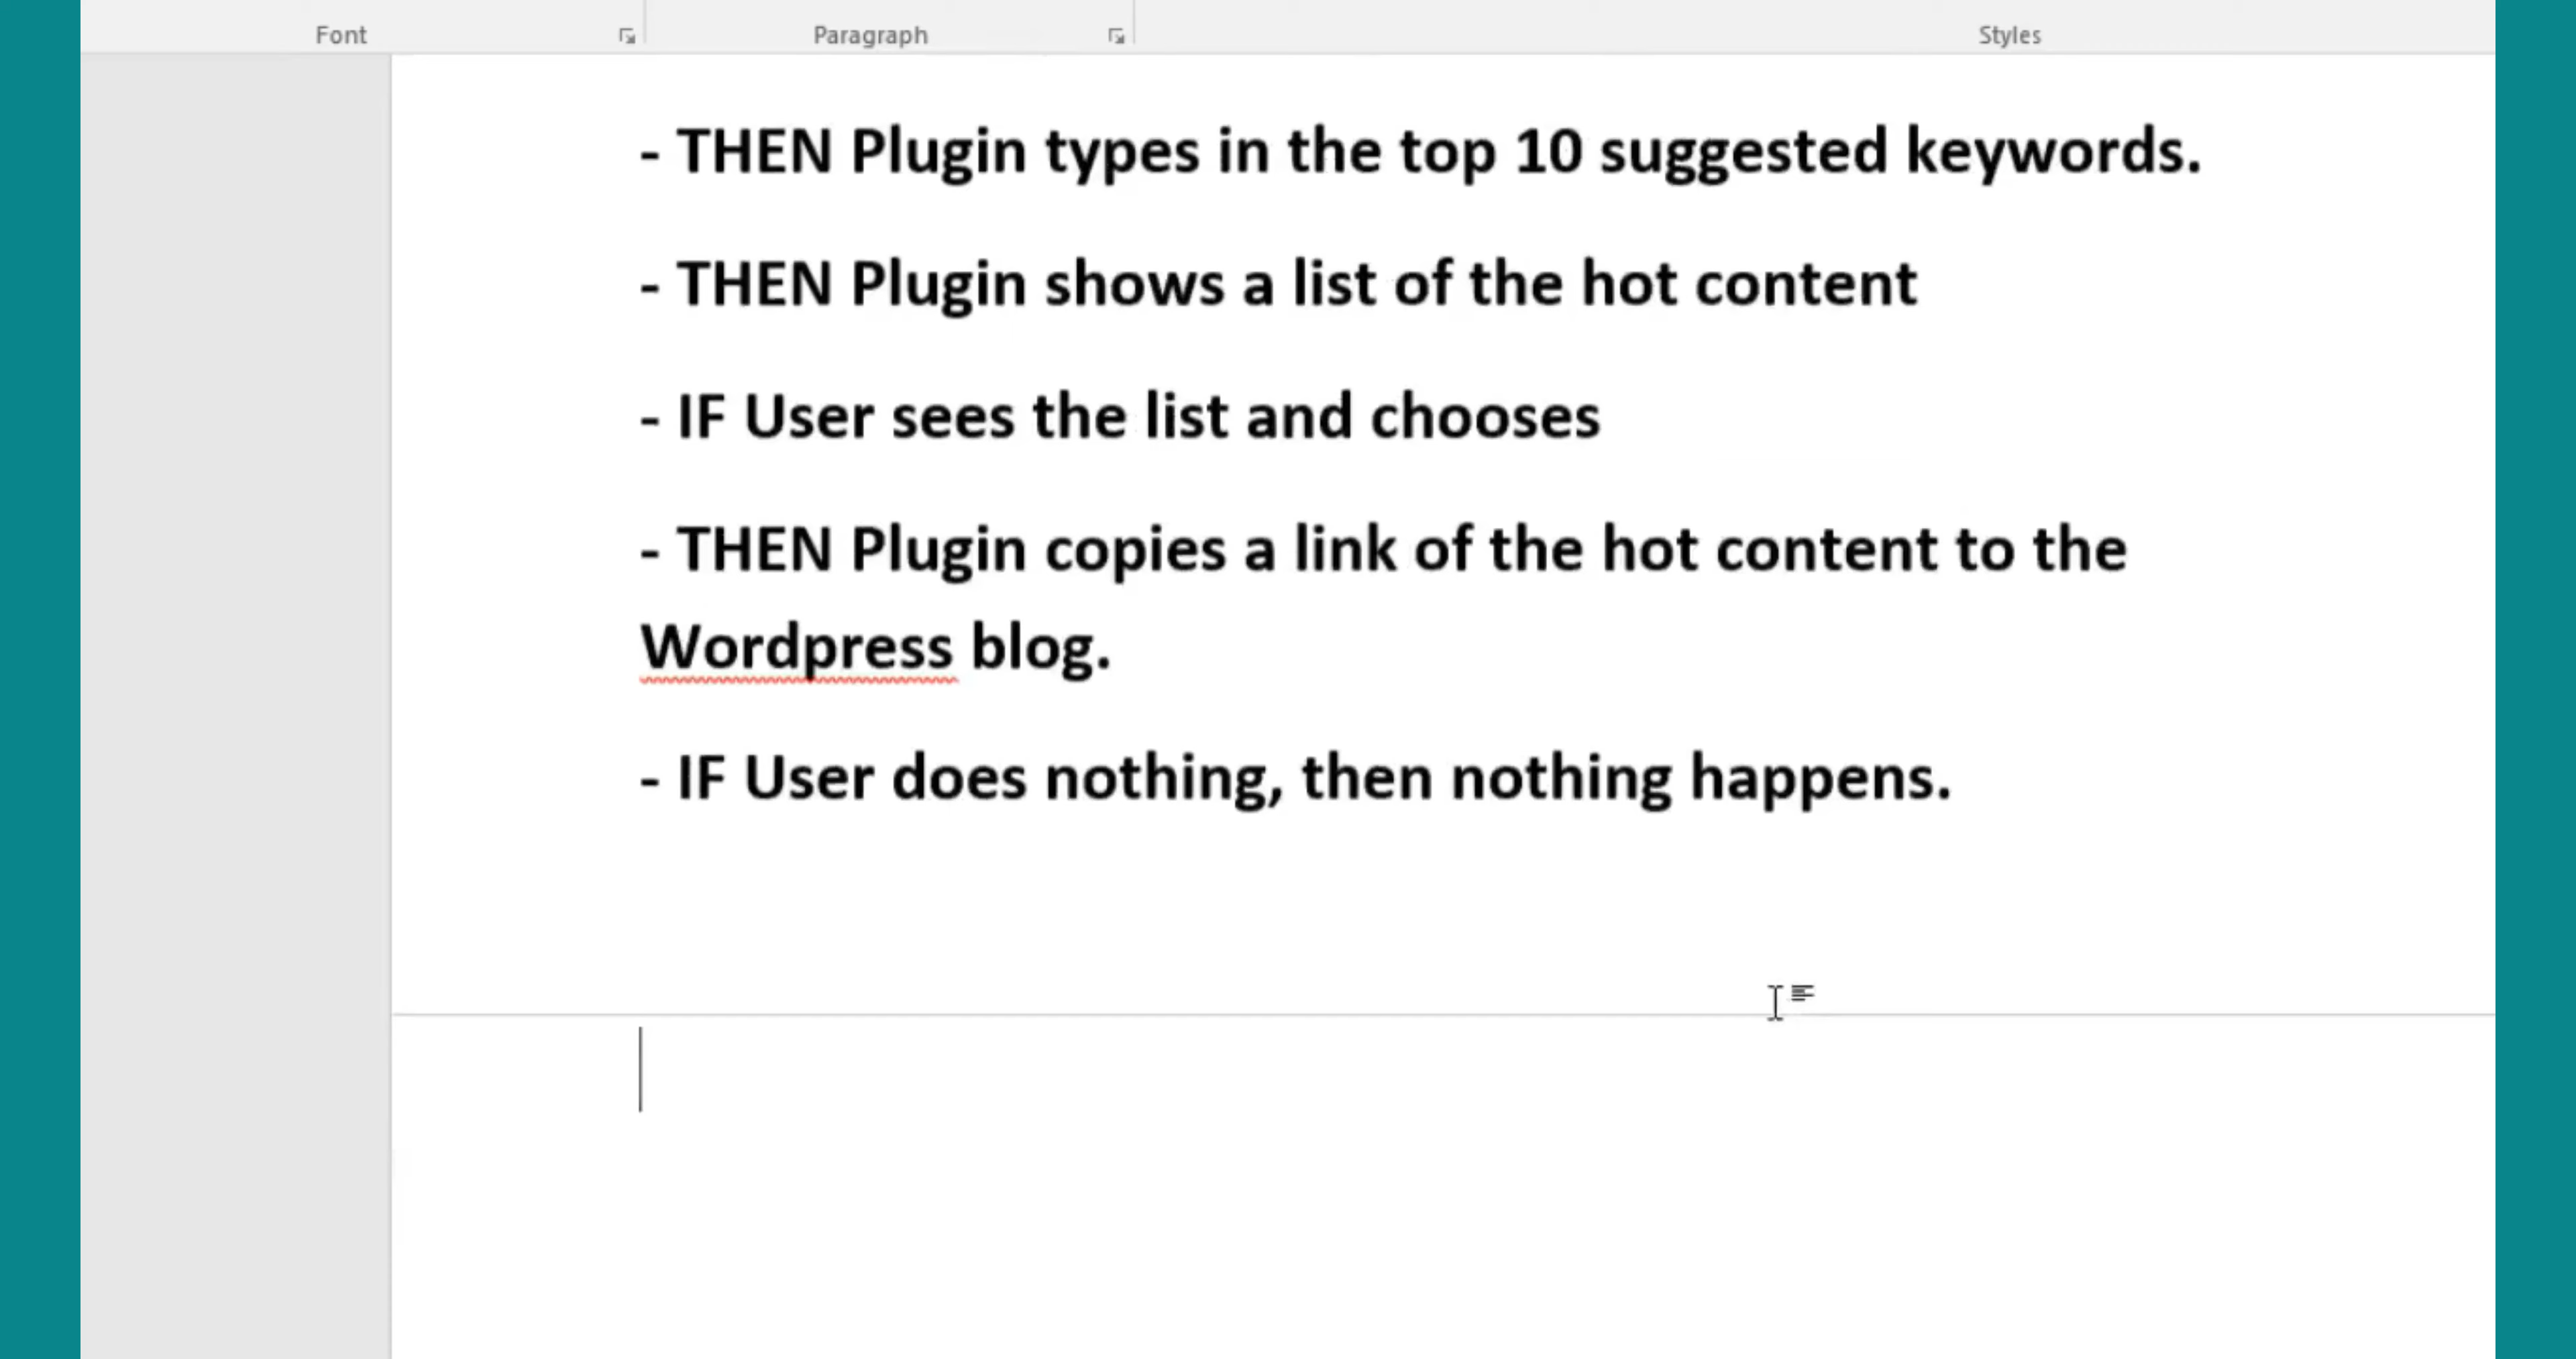 Font Paragraph Styles
- THEN Plugin types in the top 10 suggested keywords.
- THEN Plugin shows a list of the hot content
- IF User sees the list and chooses
- THEN Plugin copies a link of the hot content to the
Wordpress blog.
- IF User does nothing, then nothing happens.